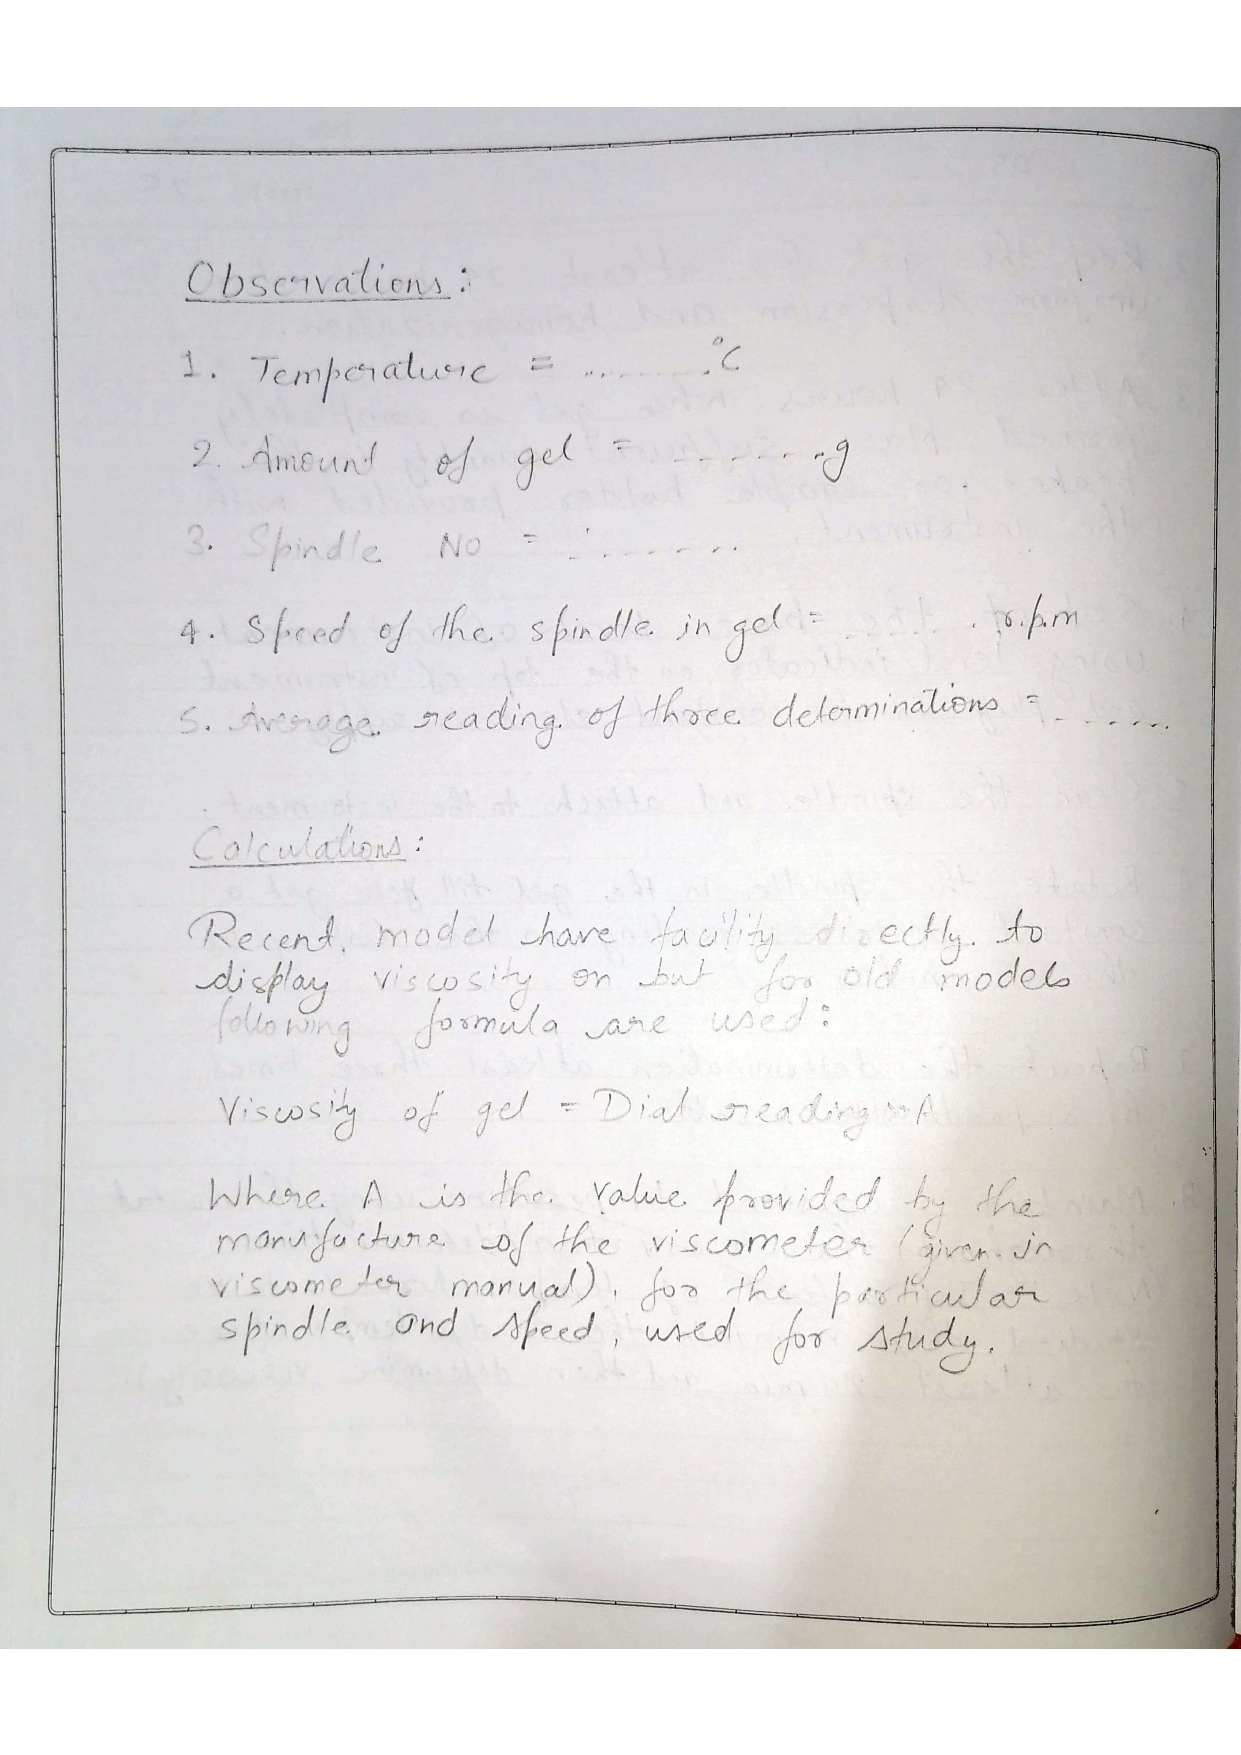 Observations:
1. Temperature = ........°C
2. Amount of gel = ........g
3. Spindle No = ........
4. Speed of the spindle in gel = ....... r.p.m
5. Average reading of three determinations = .......
Calculations:
Recent model have facility directly to
display viscosity on but for old models
following formula are used:
Viscosity of gel = Dial reading × A
Where A is the value provided by the
manufacture of the viscometer (given in
viscometer manual), for the particular
spindle and speed, used for study.